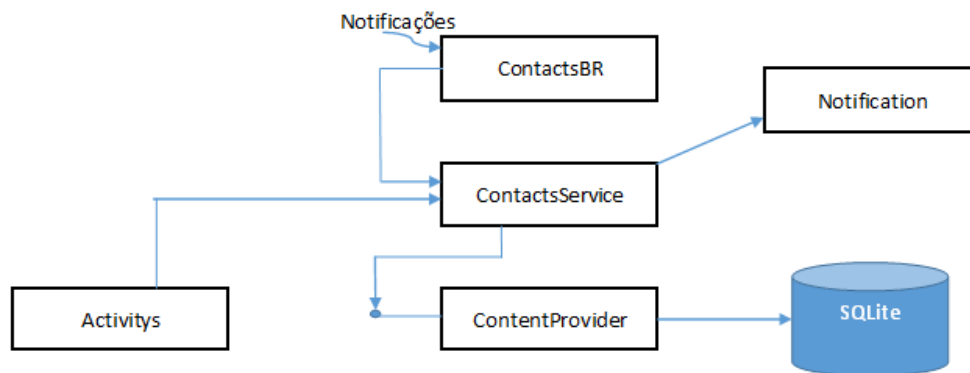 Notificações
ContactsBR
Notification
ContactsService
Activitys
ContentProvider
SQLite